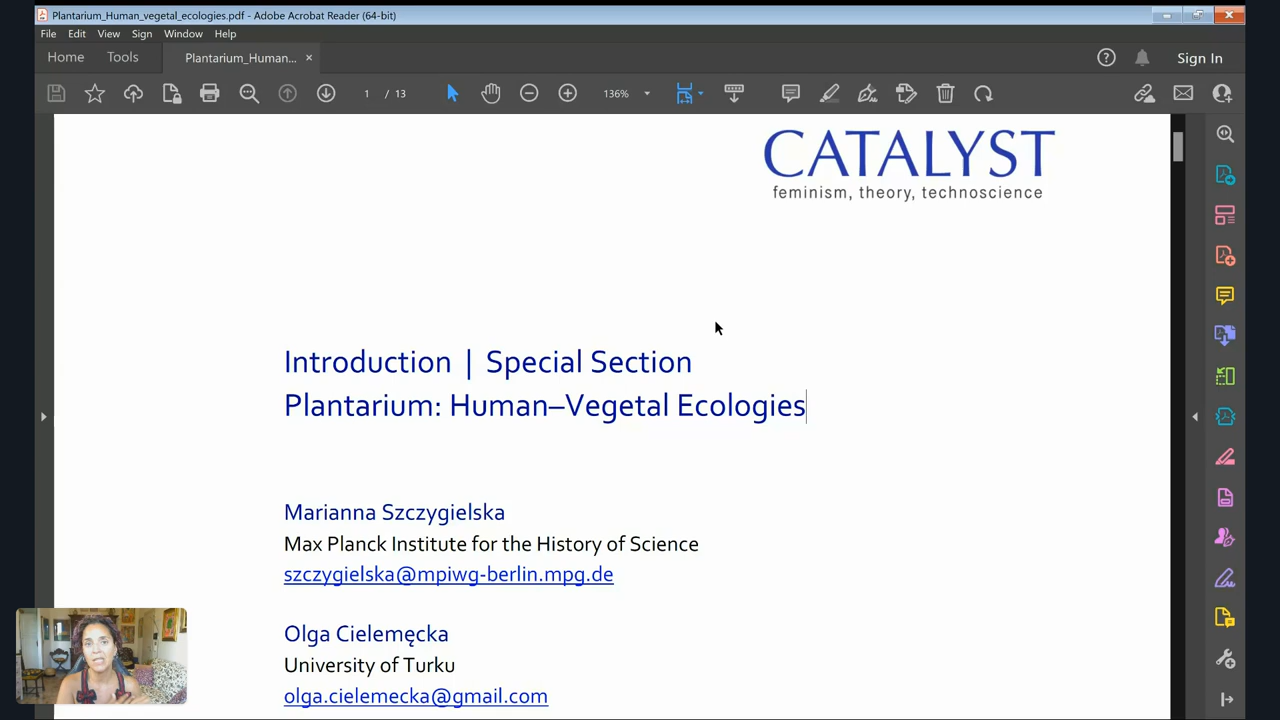 Plantarium_Human_vegetal_ecologies.pdf - Adobe Acrobat Reader (64-bit)
File Edit View Sign Window Help
Home Tools Plantarium_Human... × Sign In
1 / 13 136%
CATALYST
feminism, theory, technoscience
Introduction | Special Section
Plantarium: Human–Vegetal Ecologies
Marianna Szczygielska
Max Planck Institute for the History of Science
szczygielska@mpiwg-berlin.mpg.de
Olga Cielemęcka
University of Turku
olga.cielemecka@gmail.com